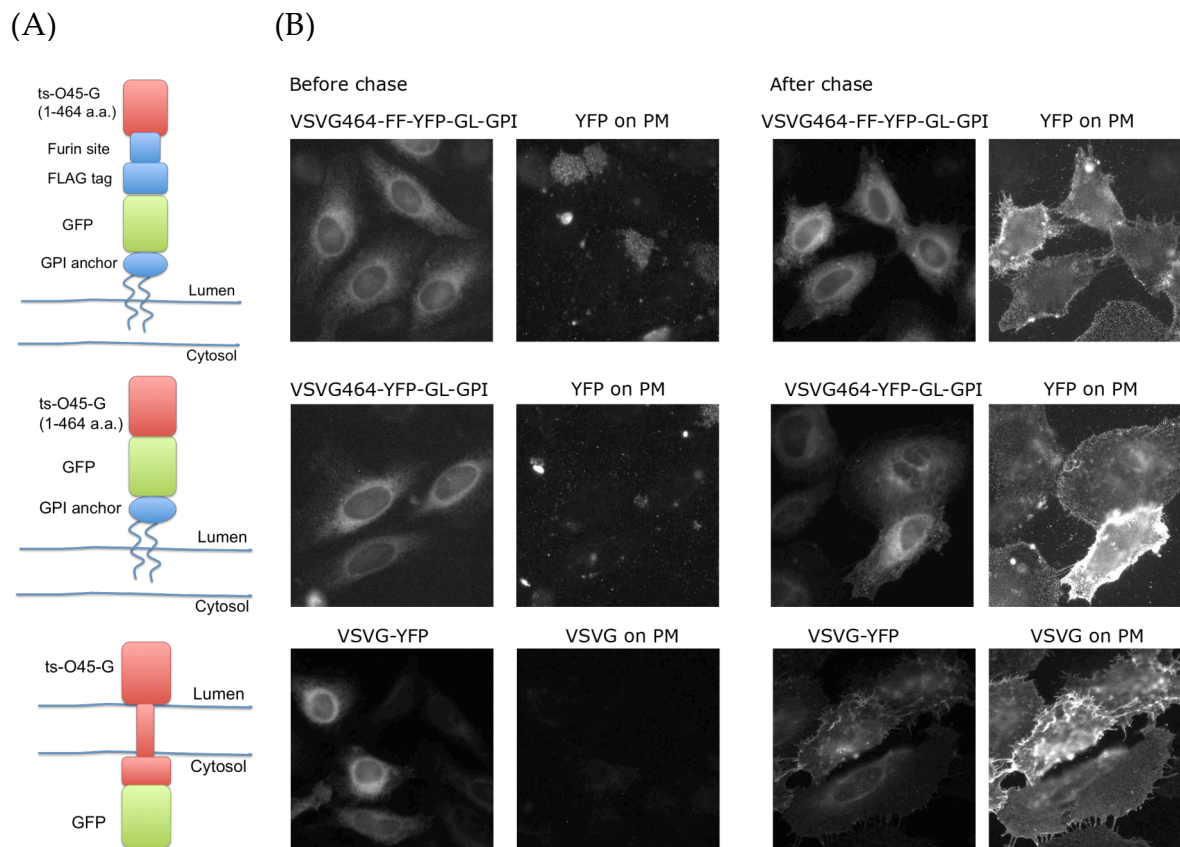 (A)
(B)
ts-O45-G
(1-464 a.a.)
Furin site
FLAG tag
GFP
GPI anchor
Lumen
Cytosol
ts-O45-G
(1-464 a.a.)
GFP
GPI anchor
Lumen
Cytosol
ts-O45-G
Lumen
Cytosol
GFP
Before chase
After chase
VSVG464-FF-YFP-GL-GPI
YFP on PM
VSVG464-FF-YFP-GL-GPI
YFP on PM
VSVG464-YFP-GL-GPI
YFP on PM
VSVG464-YFP-GL-GPI
YFP on PM
VSVG-YFP
VSVG on PM
VSVG-YFP
VSVG on PM